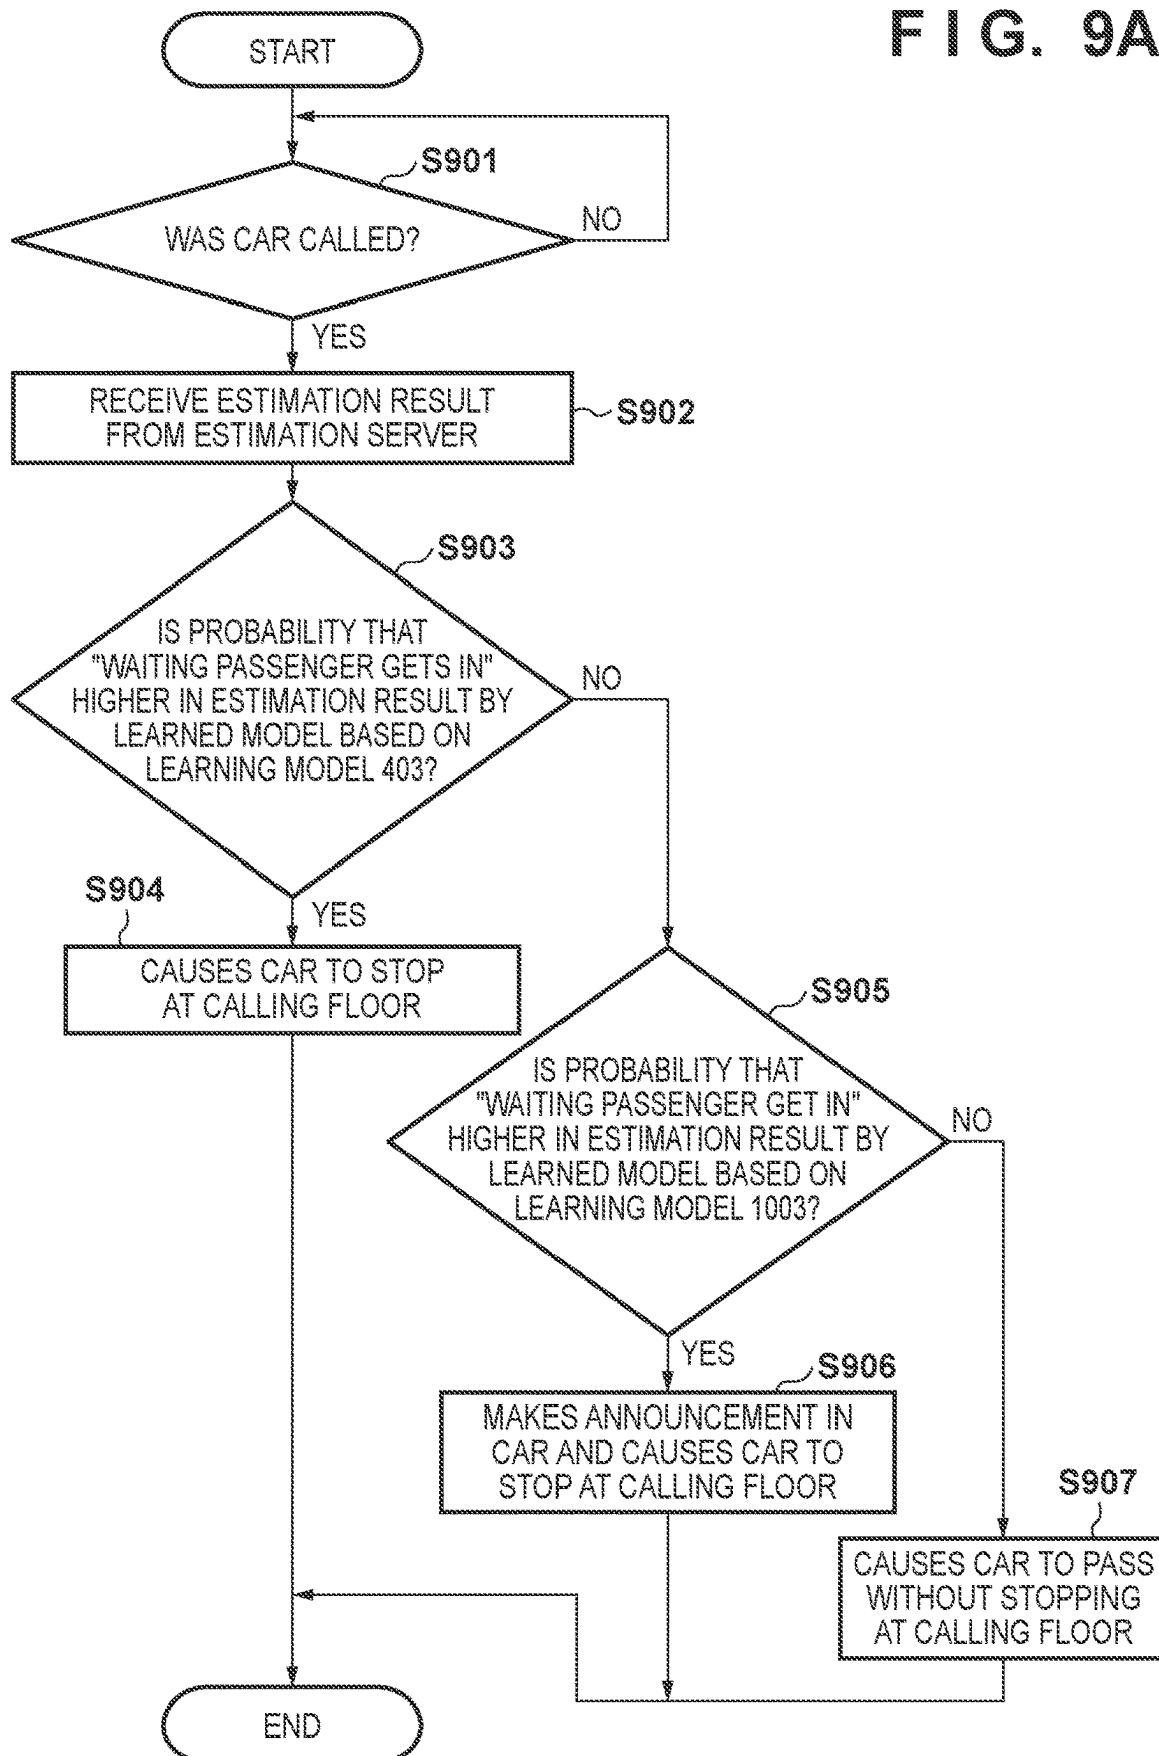 FIG. 9A
START
S901
WAS CAR CALLED?
NO
YES
RECEIVE ESTIMATION RESULT
FROM ESTIMATION SERVER
S902
S903
IS PROBABILITY THAT
"WAITING PASSENGER GETS IN"
HIGHER IN ESTIMATION RESULT BY
LEARNED MODEL BASED ON
LEARNING MODEL 403?
NO
YES
S904
CAUSES CAR TO STOP
AT CALLING FLOOR
S905
IS PROBABILITY THAT
"WAITING PASSENGER GET IN"
HIGHER IN ESTIMATION RESULT BY
LEARNED MODEL BASED ON
LEARNING MODEL 1003?
NO
YES
S906
MAKES ANNOUNCEMENT IN
CAR AND CAUSES CAR TO
STOP AT CALLING FLOOR
S907
CAUSES CAR TO PASS
WITHOUT STOPPING
AT CALLING FLOOR
END